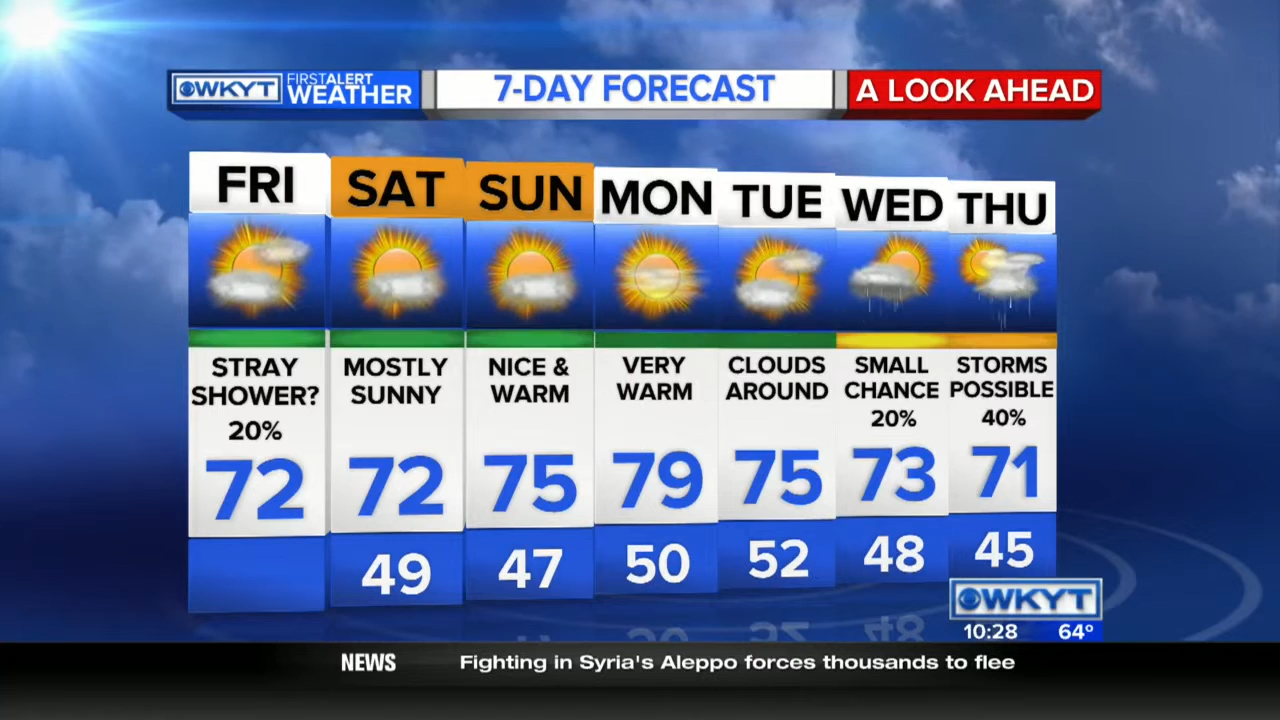 WKYT
FIRST ALERT
WEATHER
7-DAY FORECAST
A LOOK AHEAD
FRI
SAT
SUN
MON
TUE
WED
THU
STRAY
SHOWER?
20%
72
MOSTLY
SUNNY
72
49
NICE &
WARM
75
47
VERY
WARM
79
50
CLOUDS
AROUND
75
52
SMALL
CHANCE
20%
73
48
STORMS
POSSIBLE
40%
71
45
WKYT
10:28 64°
NEWS Fighting in Syria's Aleppo forces thousands to flee